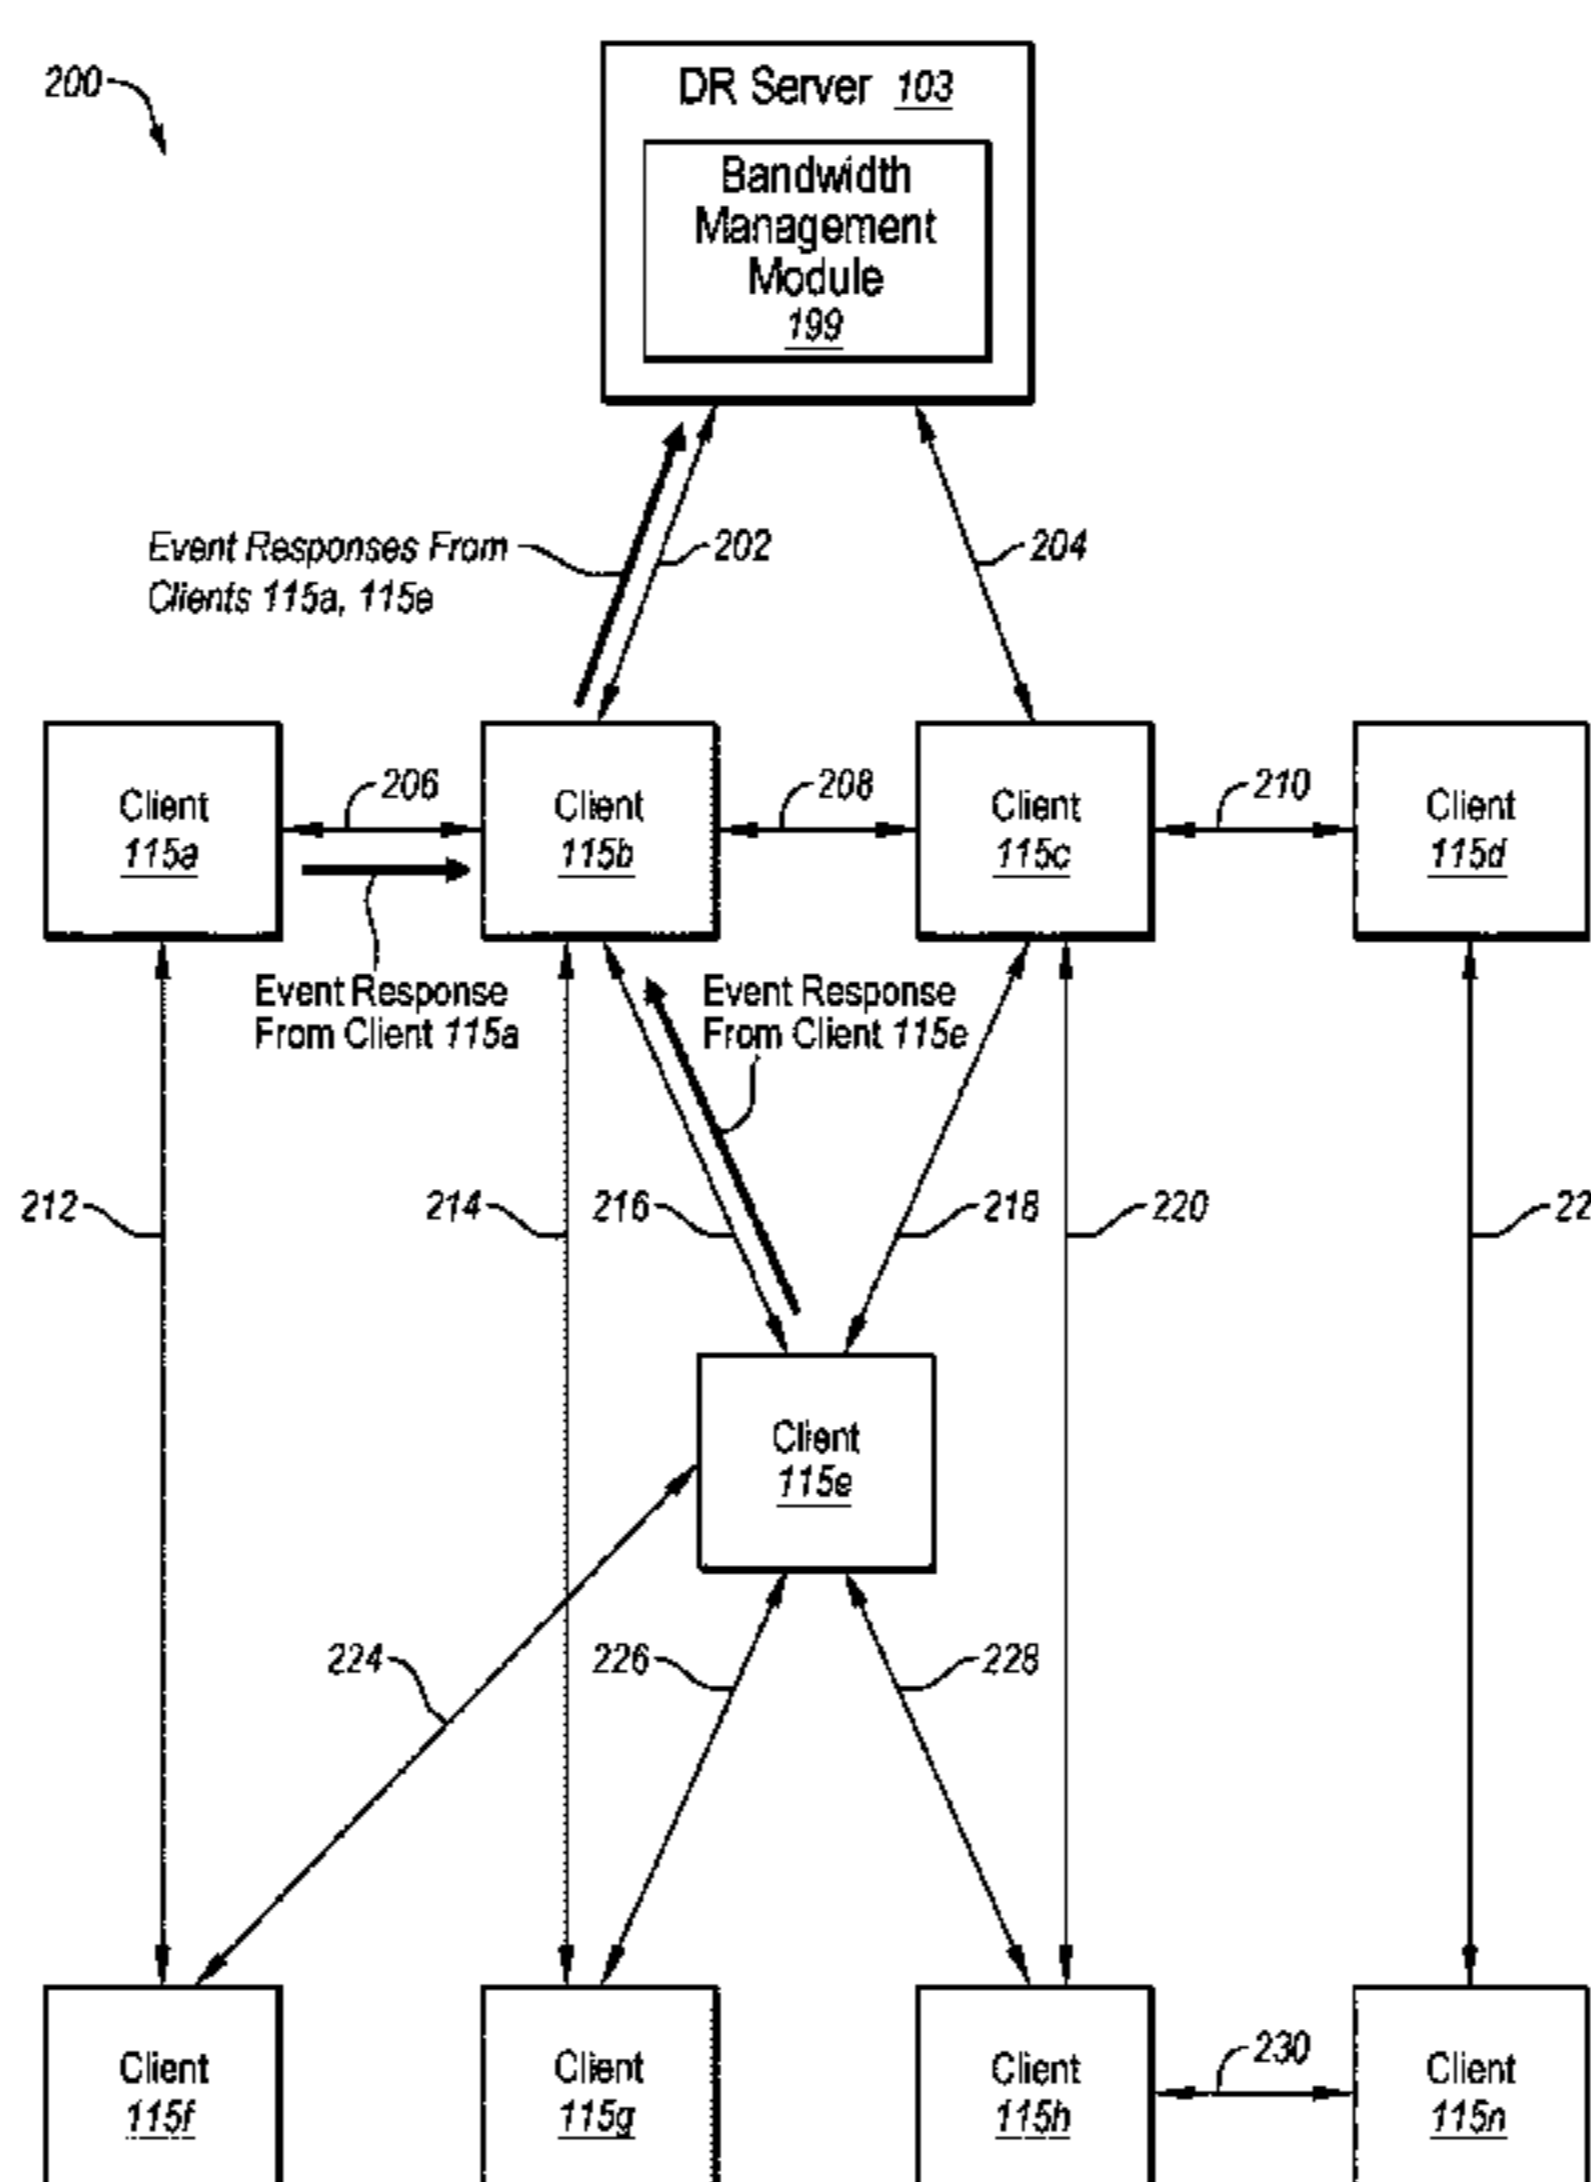 200
DR Server 103
Bandwidth
Management
Module
199
Event Responses From
Clients 115a, 115e
202
204
Client
115a
206
Client
115b
208
Client
115c
210
Client
115d
Event Response
From Client 115a
Event Response
From Client 115e
212
214
216
218
220
22
Client
115e
224
226
228
Client
115f
Client
115g
Client
115h
230
Client
115n